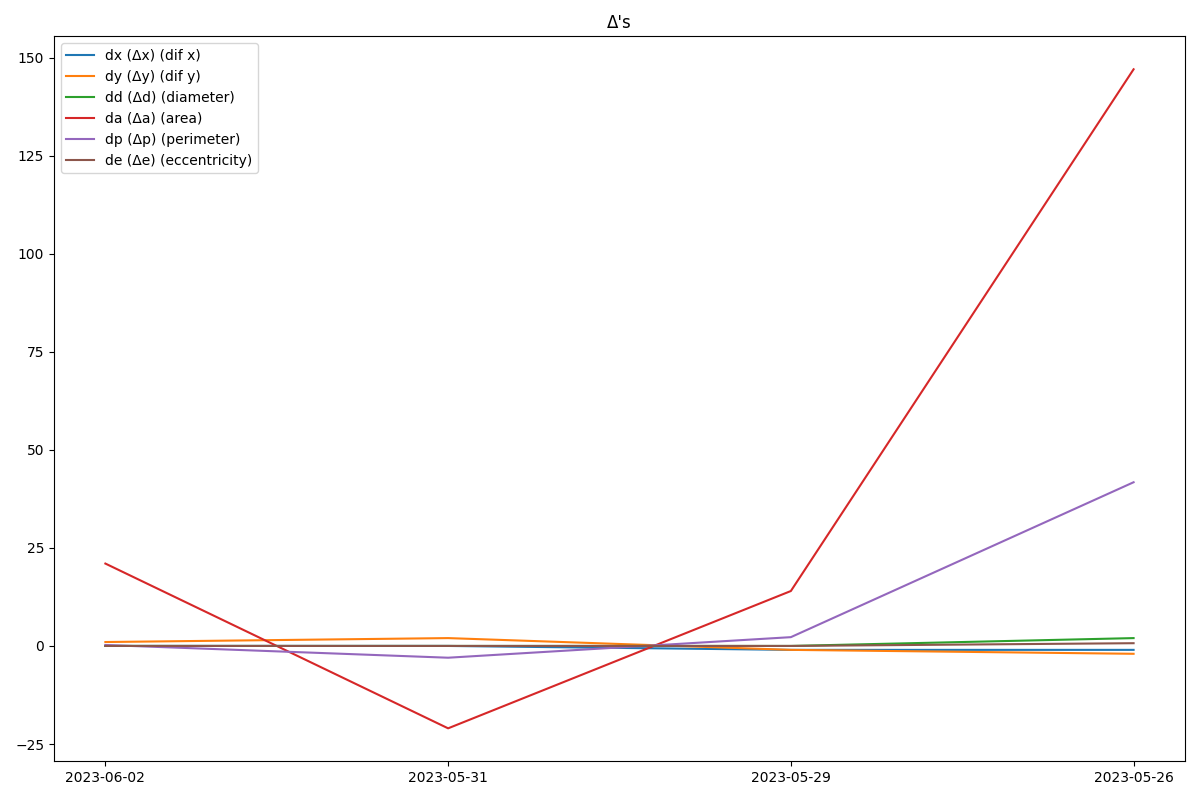 Δ's
dx (Δx) (dif x)
dy (Δy) (dif y)
dd (Δd) (diameter)
da (Δa) (area)
dp (Δp) (perimeter)
de (Δe) (eccentricity)
150
125
100
75
50
25
0
−25
2023-06-02 2023-05-31 2023-05-29 2023-05-26